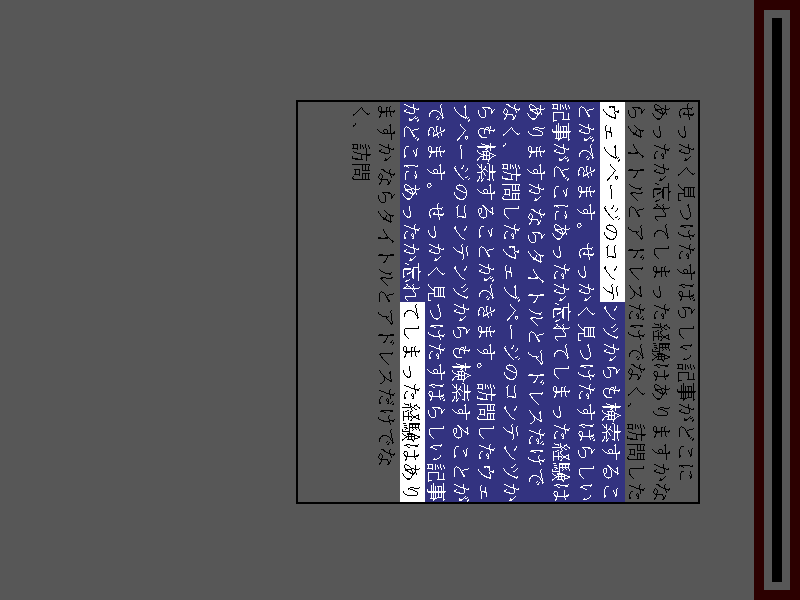 せっかく見つけたすばらしい記事がどこに
あったか忘れてしまった経験はありますかな
らタイトルとアドレスだけでなく、訪問した
ウェブページのコンテンツからも検索するこ
とができます。せっかく見つけたすばらしい
記事がどこにあったか忘れてしまった経験は
ありますかならタイトルとアドレスだけで
なく、訪問したウェブページのコンテンツか
らも検索することができます。訪問したウェ
ブページのコンテンツからも検索することが
できます。せっかく見つけたすばらしい記事
がどこにあったか忘れてしまった経験はあり
ますかならタイトルとアドレスだけでな
く、訪問